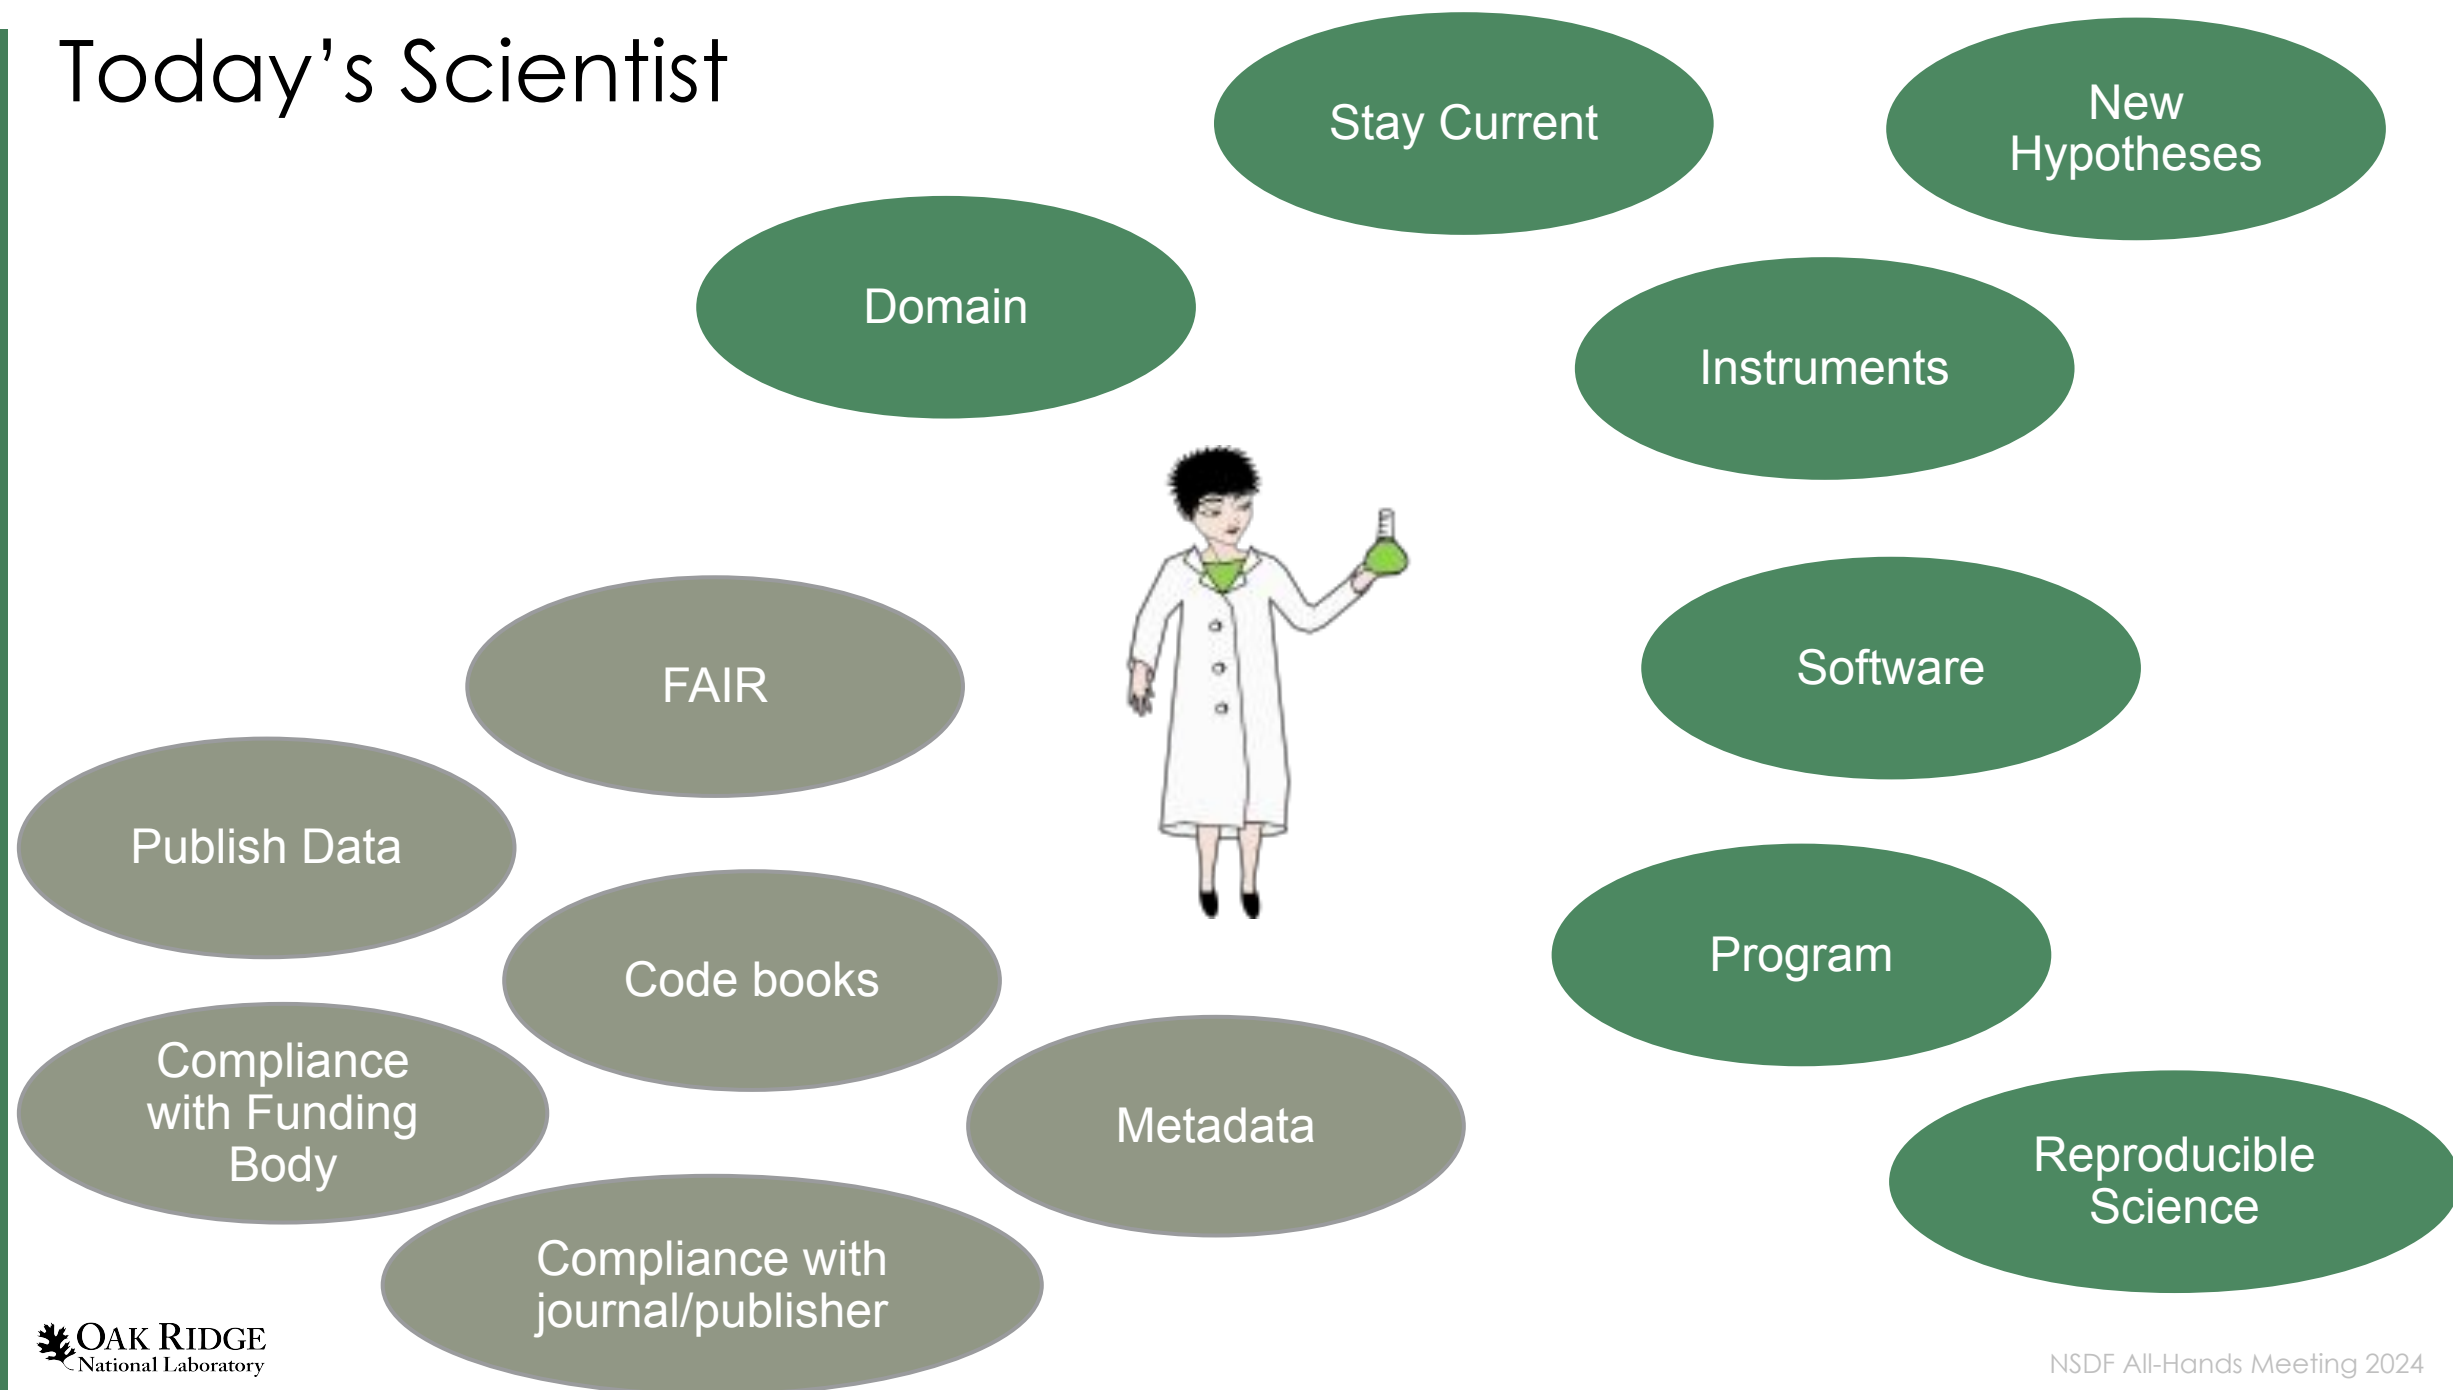 Today’s Scientist
Stay Current
New
Hypotheses
Domain
Instruments
FAIR
Software
Publish Data
Code books
Program
Compliance
with Funding
Body
Metadata
Reproducible
Science
Compliance with
journal/publisher
OAK RIDGE
National Laboratory
NSDF All-Hands Meeting 2024